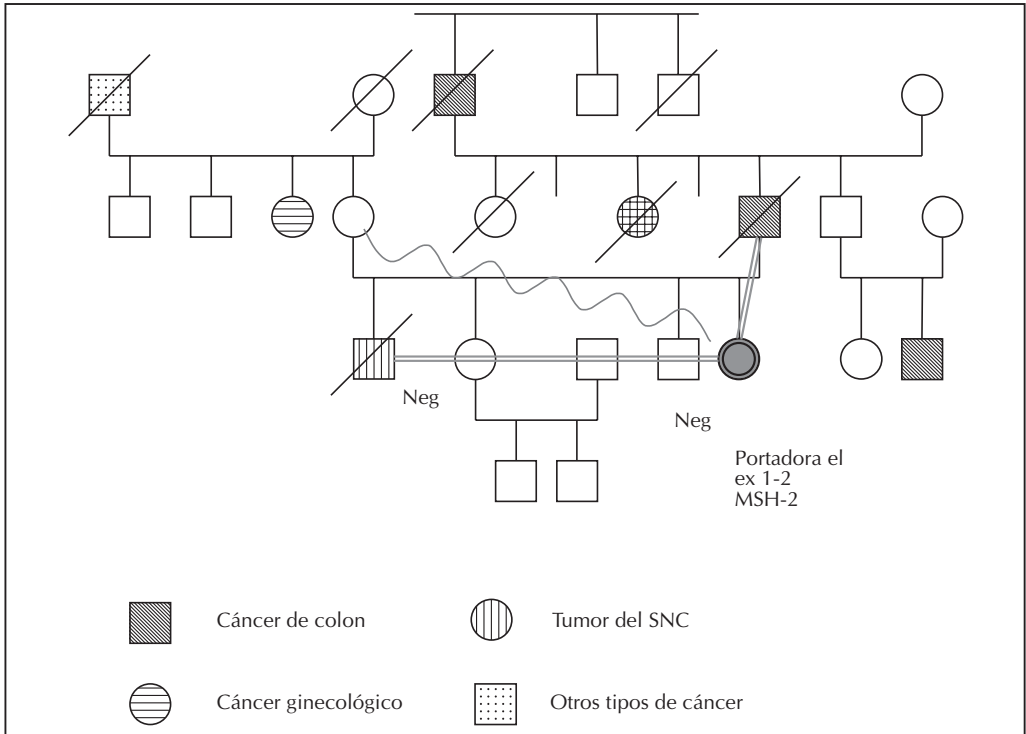 Neg
Neg
Portadora el
ex 1-2
MSH-2
Cáncer de colon
Tumor del SNC
Cáncer ginecológico
Otros tipos de cáncer